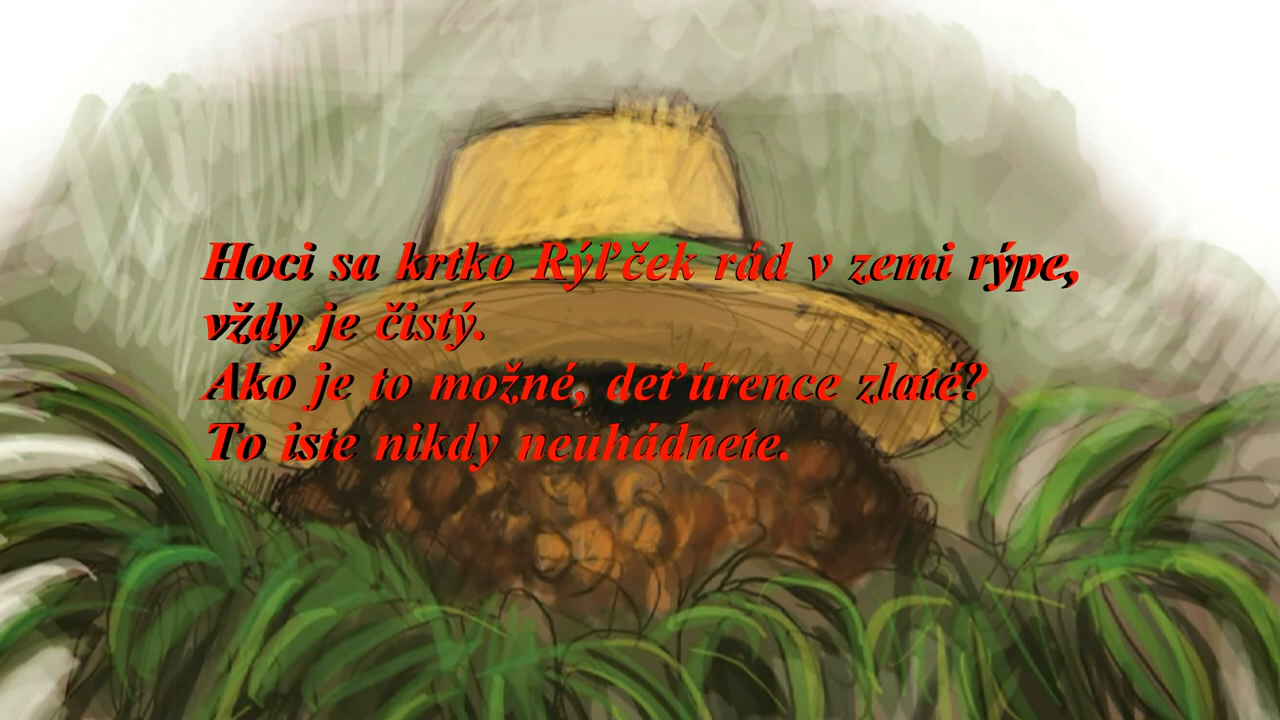 Hoci sa krtko Rýľček rád v zemi rýpe,
vždy je čistý.
Ako je to možné, deťúrence zlaté?
To iste nikdy neuhádnete.